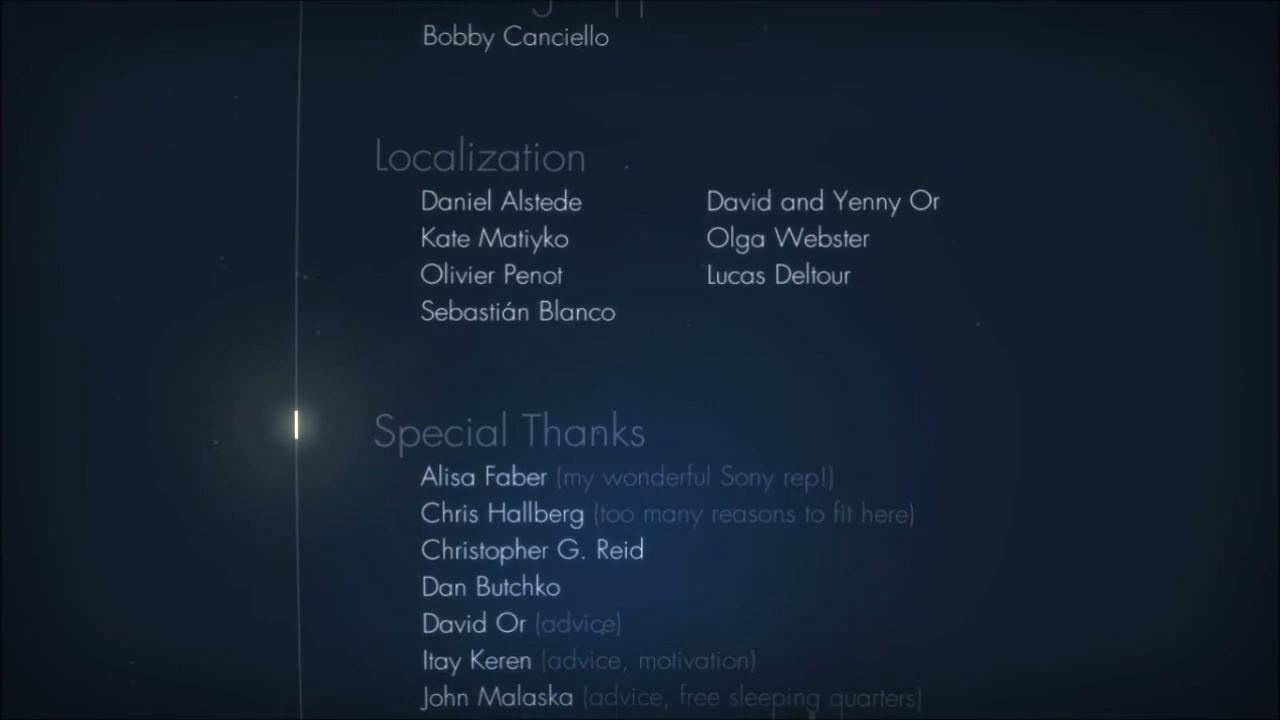 Bobby Canciello
Localization
Daniel Alstede
David and Yenny Or
Kate Matiyko
Olga Webster
Olivier Penot
Lucas Deltour
Sebastián Blanco
Special Thanks
Alisa Faber (my wonderful Sony rep!)
Chris Hallberg (too many reasons to fit here)
Christopher G. Reid
Dan Butchko
David Or (advice)
Itay Keren (advice, motivation)
John Malaska (advice, free sleeping quarters)